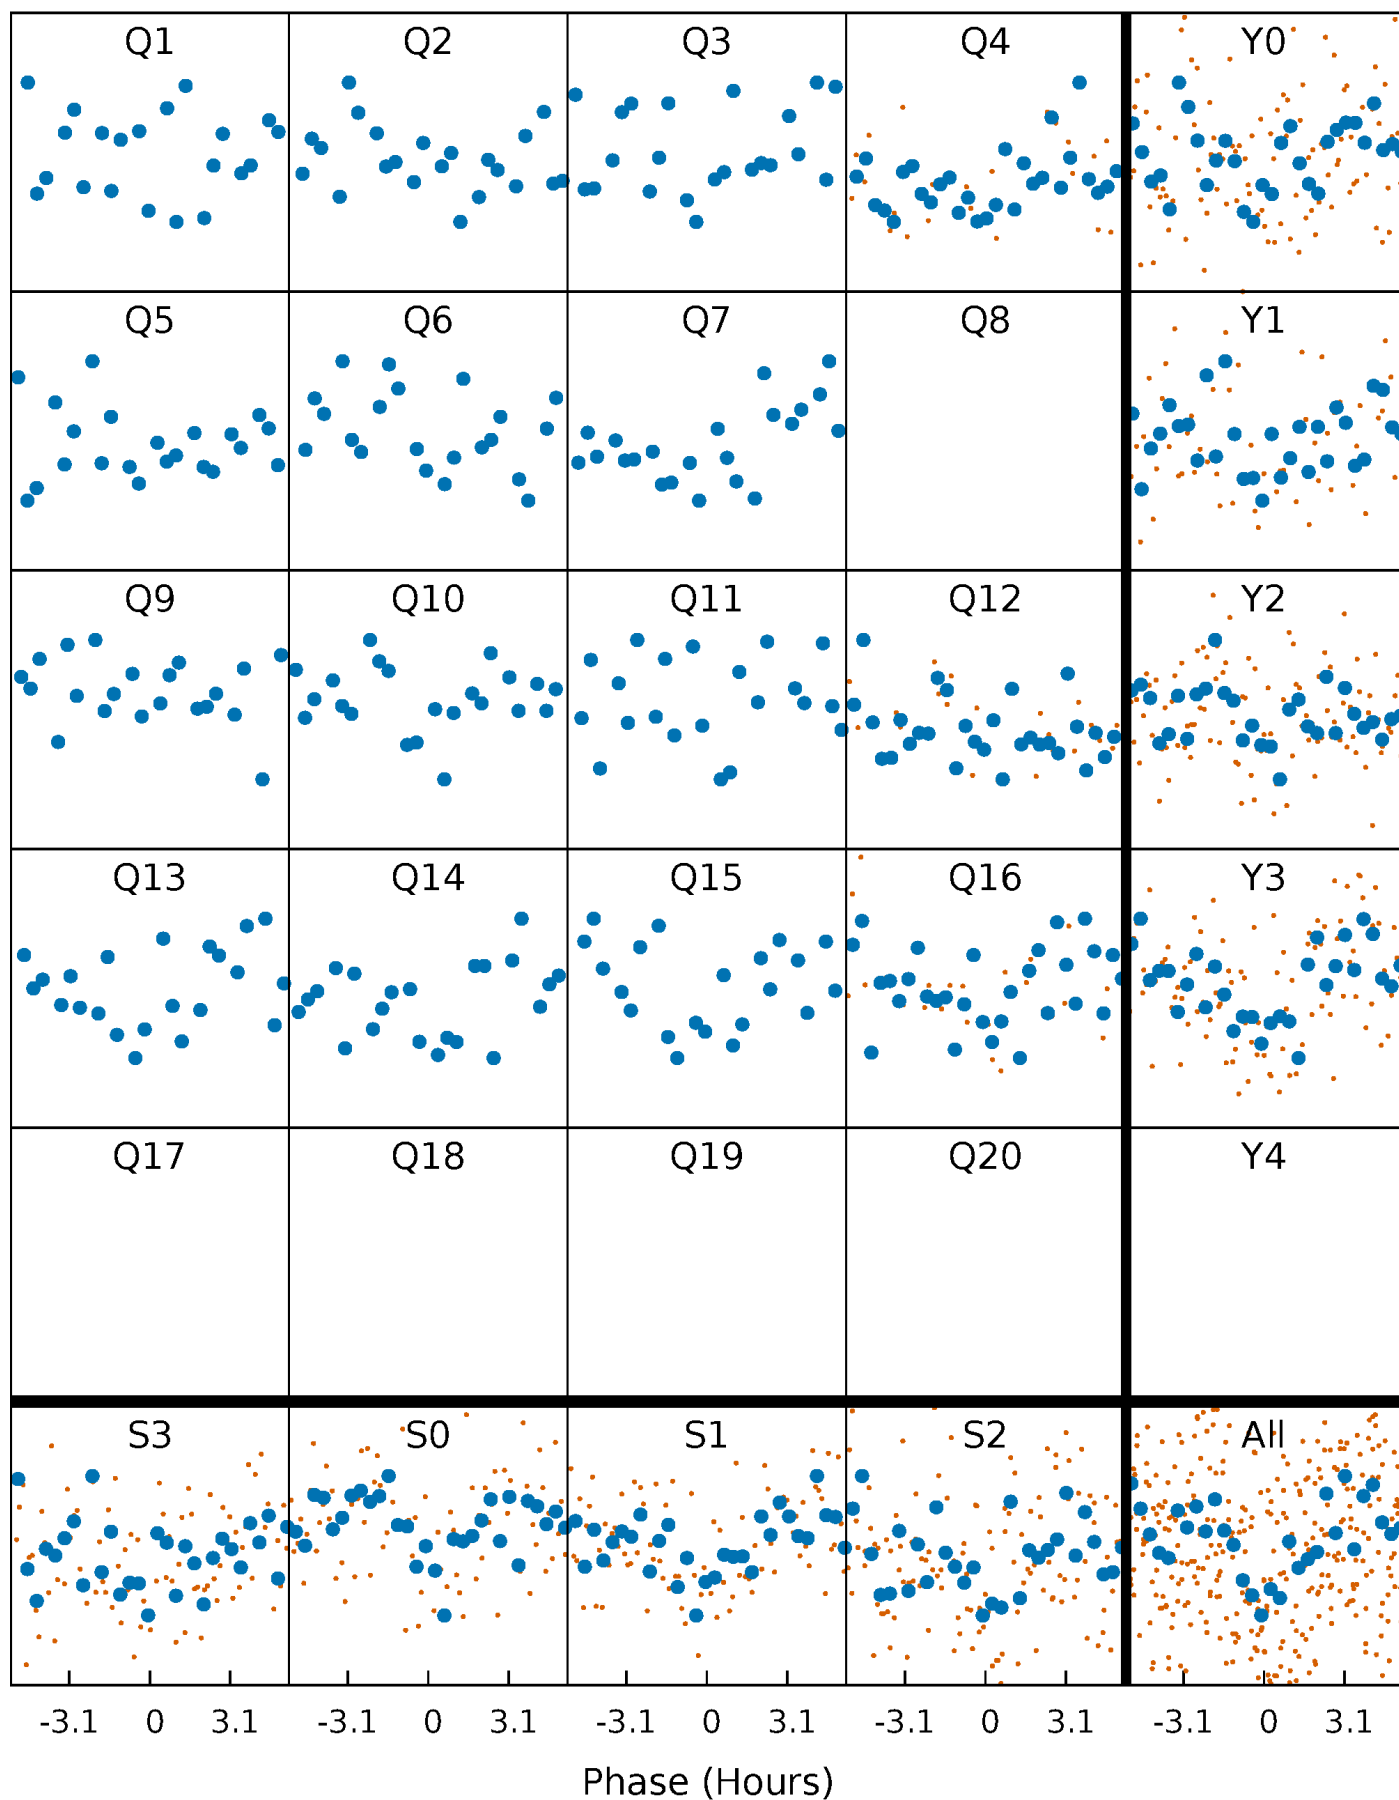 Q1 Q2 Q3 Q4 Y0
Q5 Q6 Q7 Q8 Y1
Q9 Q10 Q11 Q12 Y2
Q13 Q14 Q15 Q16 Y3
Q17 Q18 Q19 Q20 Y4
S3 S0 S1 S2 All
-3.1 0 3.1 -3.1 0 3.1 -3.1 0 3.1 -3.1 0 3.1 -3.1 0 3.1
Phase (Hours)